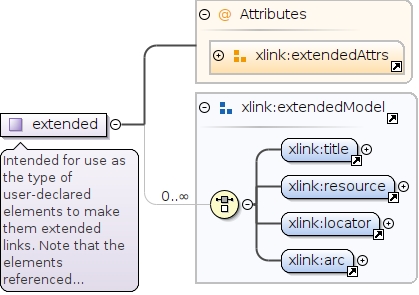 @ Attributes
xlink:extendedAttrs
extended
Intended for use as
the type of
user-declared
elements to make
them extended
links. Note that the
elements
referenced...
0..∞
xlink:extendedModel
xlink:title
xlink:resource
xlink:locator
xlink:arc